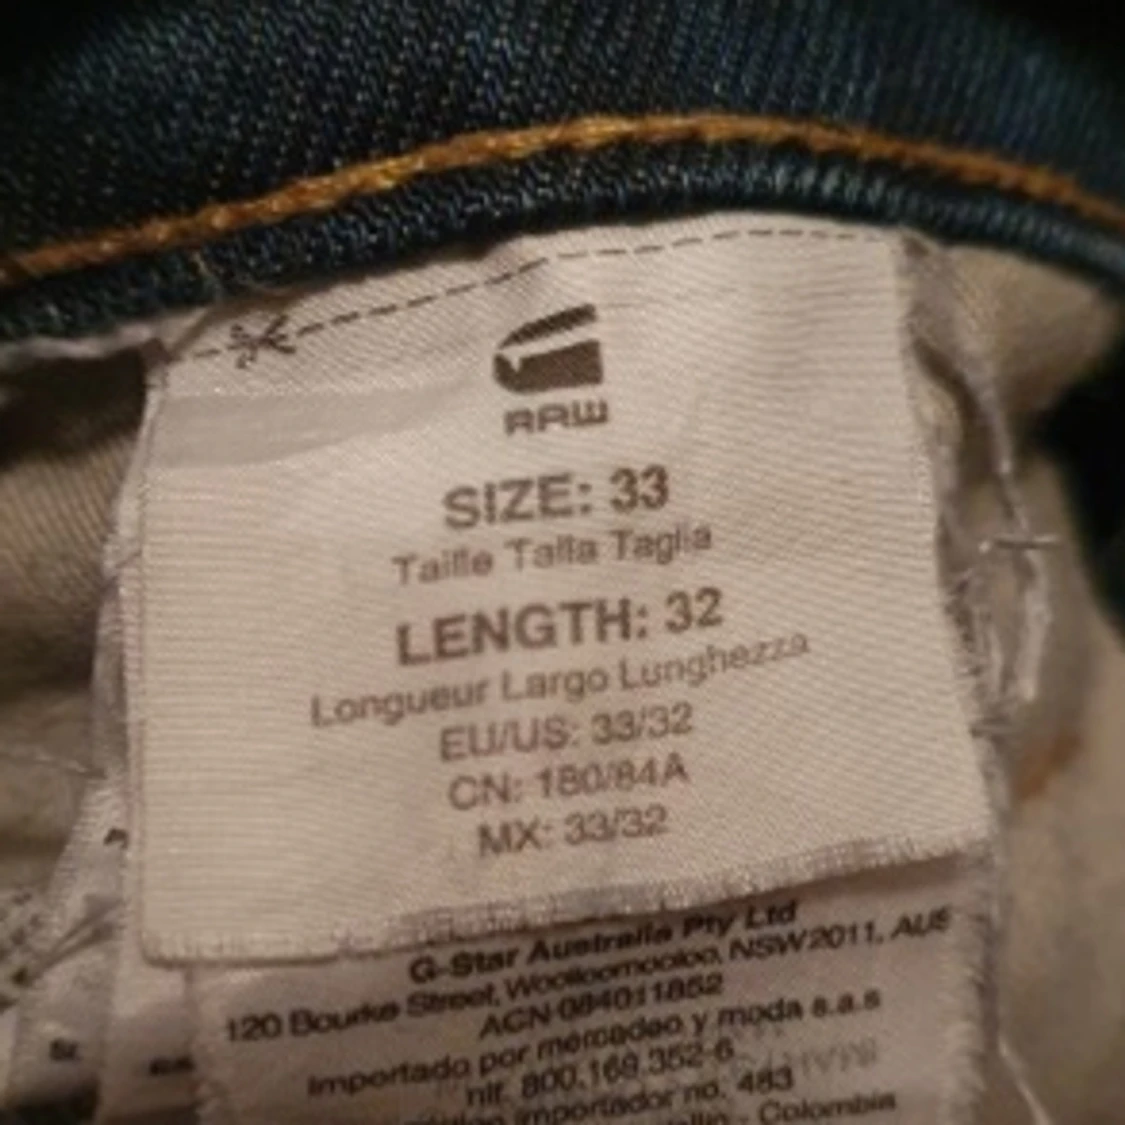 RAW
SIZE: 33
Taille Talla Taglia
LENGTH: 32
Longueur Largo Lunghezza
EU/US: 33/32
CN: 180/84A
MX: 33/32
G-Star Australia Pty Ltd
120 Bourke Street, Woolloomooloo, NSW2011, AUS
ACN 084011852
Importado por mercadeo y moda s.a.s
nit. 800.169.352-6
importador no. 483
- Colombia